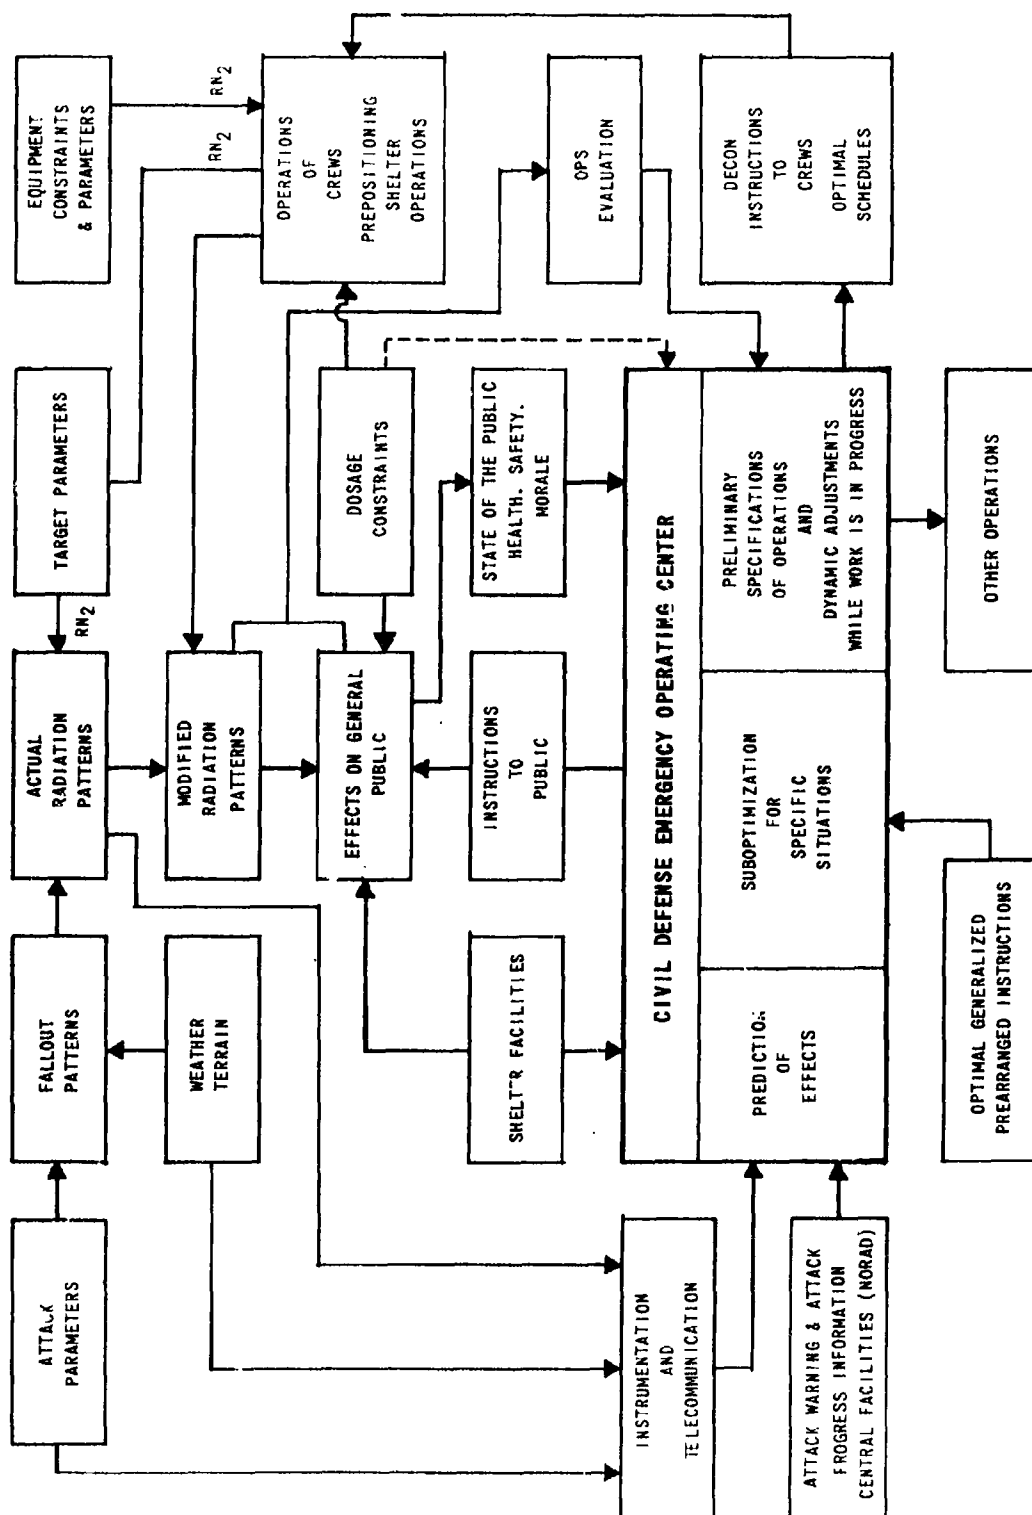 ATTACK
PARAMETERS
FALLOUT
PATTERNS
ACTUAL
RADIATION
PATTERNS
RN2
TARGET PARAMETERS
EQUIPMENT
CONSTRAINTS
& PARAMETERS
WEATHER
TERRAIN
MODIFIED
RADIATION
PATTERNS
RN2
RN2
EFFECTS ON GENERAL
PUBLIC
DOSAGE
CONSTRAINTS
OPERATIONS
OF
CREWS
PREPOSITIONING
SHELTER
OPERATIONS
SHELTER FACILITIES
INSTRUCTIONS
TO
PUBLIC
STATE OF THE PUBLIC
HEALTH. SAFETY.
MORALE
OPS
EVALUATION
INSTRUMENTATION
AND
TELECOMMUNICATION
CIVIL DEFENSE EMERGENCY OPERATING CENTER
PREDICTION
OF
EFFECTS
SUBOPTIMIZATION
FOR
SPECIFIC
SITUATIONS
PRELIMINARY
SPECIFICATIONS
OF OPERATIONS
AND
DYNAMIC ADJUSTMENTS
WHILE WORK IS IN PROGRESS
DECON
INSTRUCTIONS
TO
CREWS
OPTIMAL
SCHEDULES
ATTACK WARNING & ATTACK
PROGRESS INFORMATION
CENTRAL FACILITIES (NORAD)
OPTIMAL GENERALIZED
PREARRANGED INSTRUCTIONS
OTHER OPERATIONS